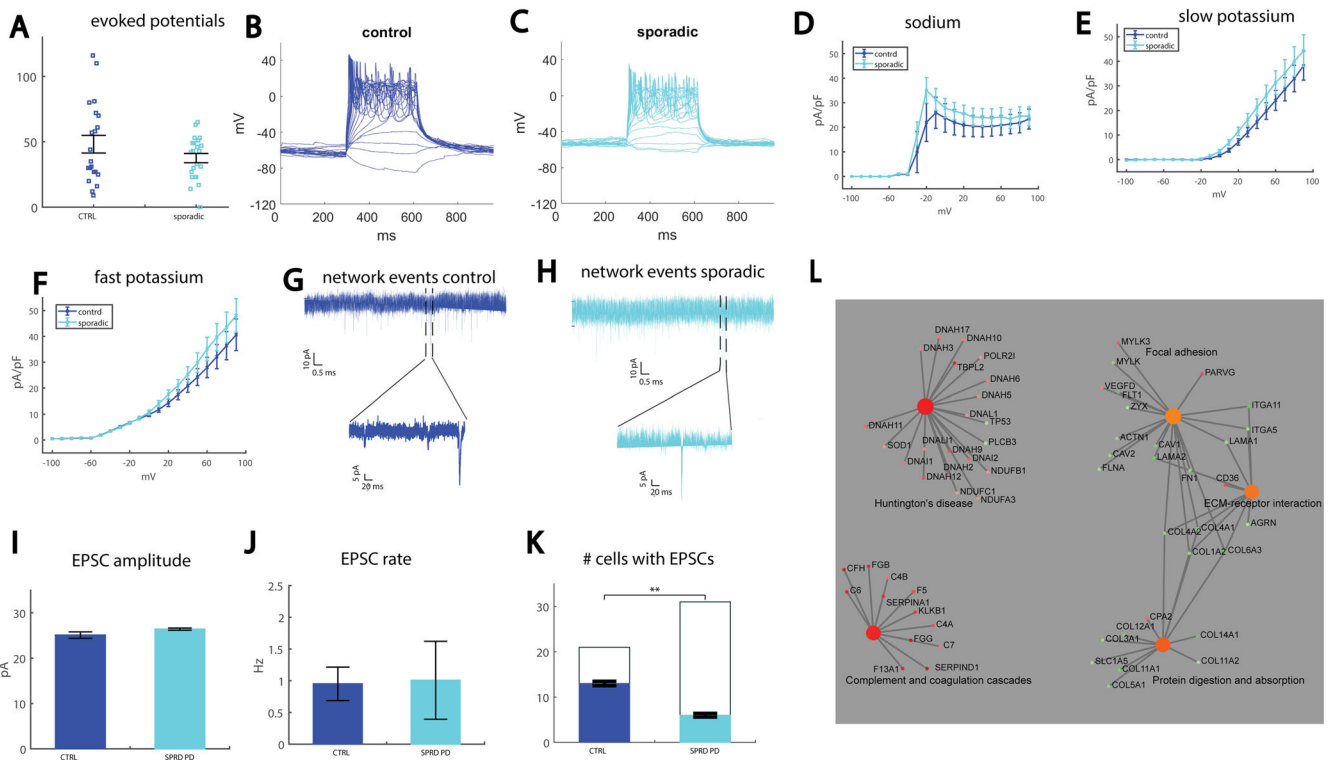 A
evoked potentials
100
50
0
CTRL
sporadic
B
control
40
0
-40
-80
-120
mV
0
200
400
600
800
ms
C
sporadic
40
0
-40
-80
-120
mV
0
200
400
600
800
ms
D
sodium
contrd
sporadic
50
40
30
20
10
0
pA/pF
-100
-60
-20
20
60
100
mV
E
slow potassium
contrd
sporadic
50
40
30
20
10
0
pA/pF
-100
-60
-20
20
60
100
mV
F
fast potassium
contrd
sporadic
50
40
30
20
10
0
pA/pF
-100
-60
-20
20
60
100
mV
G
network events control
10 pA
0.5 ms
5 pA
20 ms
H
network events sporadic
10 pA
0.5 ms
5 pA
20 ms
I
EPSC amplitude
30
20
10
0
pA
CTRL
SPRD PD
J
EPSC rate
2.5
2
1.5
1
0.5
0
Hz
CTRL
SPRD PD
K
# cells with EPSCs
**
30
20
10
0
CTRL
SPRD PD
L
DNAH17
DNAH3
DNAH10
POLR2I
TBPL2
DNAH6
DNAH5
DNAL1
TP53
DNAH11
SOD1
DNALI1
DNAH9
PLCB3
DNAI1
DNAI2
DNAH2
NDUFB1
DNAH12
NDUFC1
NDUFA3
Huntington's disease
MYLK3
Focal adhesion
MYLK
PARVG
VEGFD
FLT1
ZYX
ITGA11
ITGA5
ACTN1
CAV1
LAMA1
CAV2
LAMA2
FLNA
FN1
CD36
ECM-receptor interaction
AGRN
COL4A2
COL4A1
COL1A2
COL6A3
CFH
FGB
C4B
C6
F5
SERPINA1
KLKB1
C4A
FGG
C7
F13A1
SERPIND1
Complement and coagulation cascades
CPA2
COL12A1
COL3A1
COL14A1
SLC1A5
COL11A1
COL11A2
COL5A1
Protein digestion and absorption